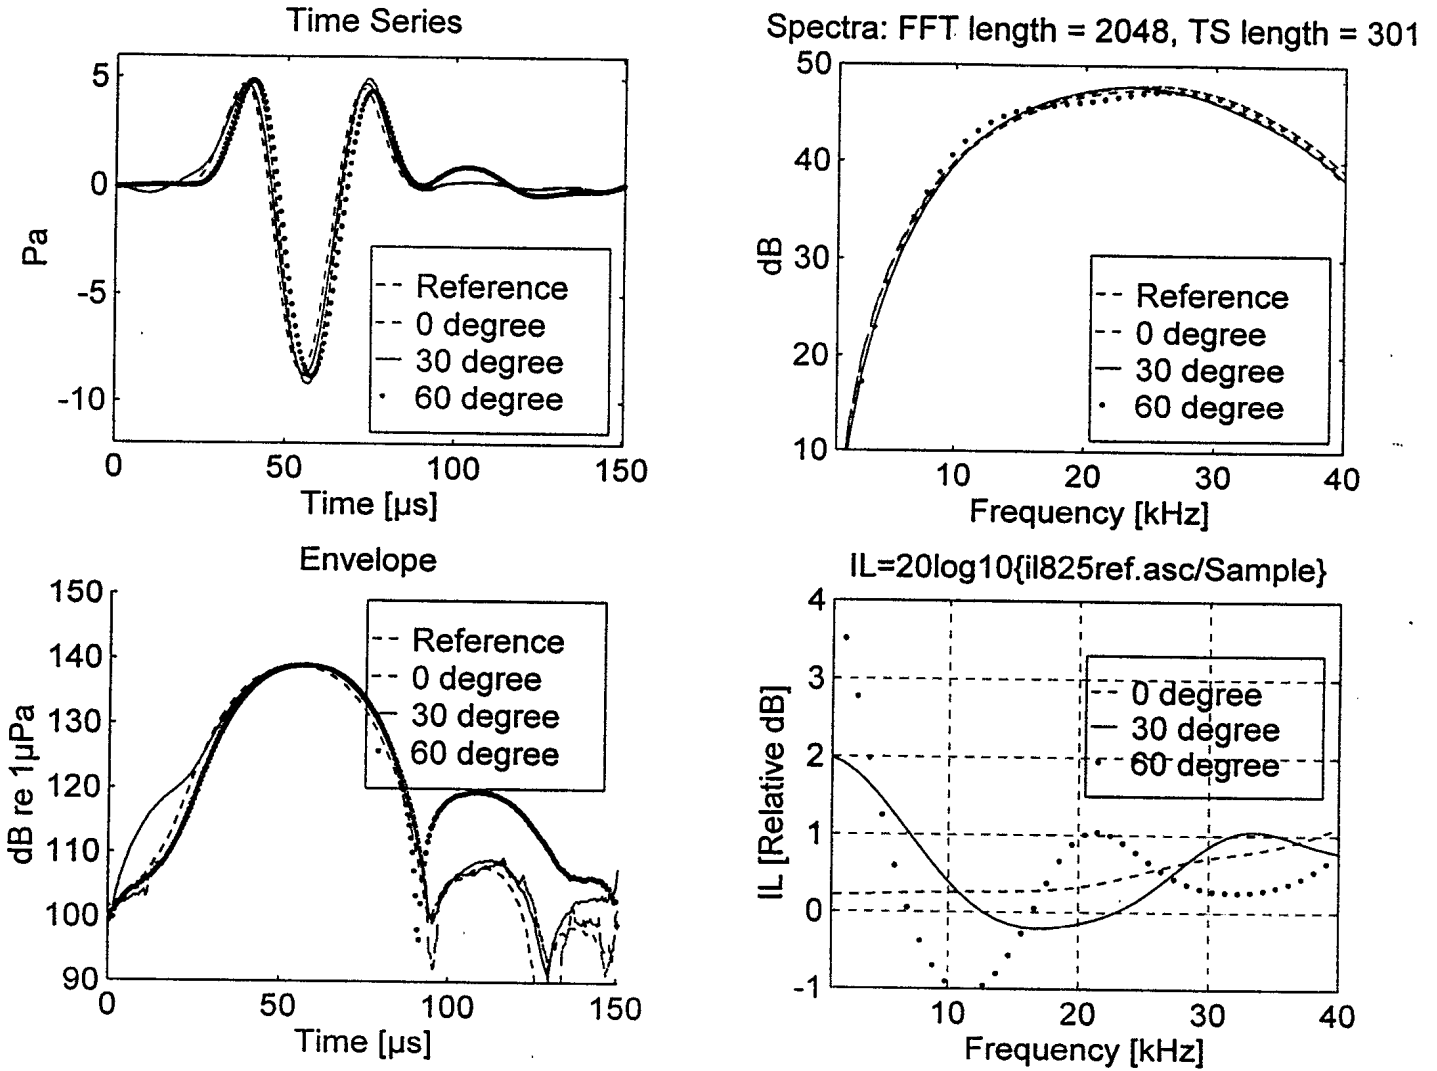 Time Series
5
0
-5
-10
Pa
Reference
0 degree
30 degree
60 degree
0 50 100 150
Time [µs]
Spectra: FFT length = 2048, TS length = 301
50
40
30
20
10
dB
Reference
0 degree
30 degree
60 degree
10 20 30 40
Frequency [kHz]
Envelope
150
140
130
120
110
100
90
dB re 1µPa
Reference
0 degree
30 degree
60 degree
0 50 100 150
Time [µs]
IL=20log10{il825ref.asc/Sample}
4
3
2
1
0
-1
IL [Relative dB]
0 degree
30 degree
60 degree
10 20 30 40
Frequency [kHz]